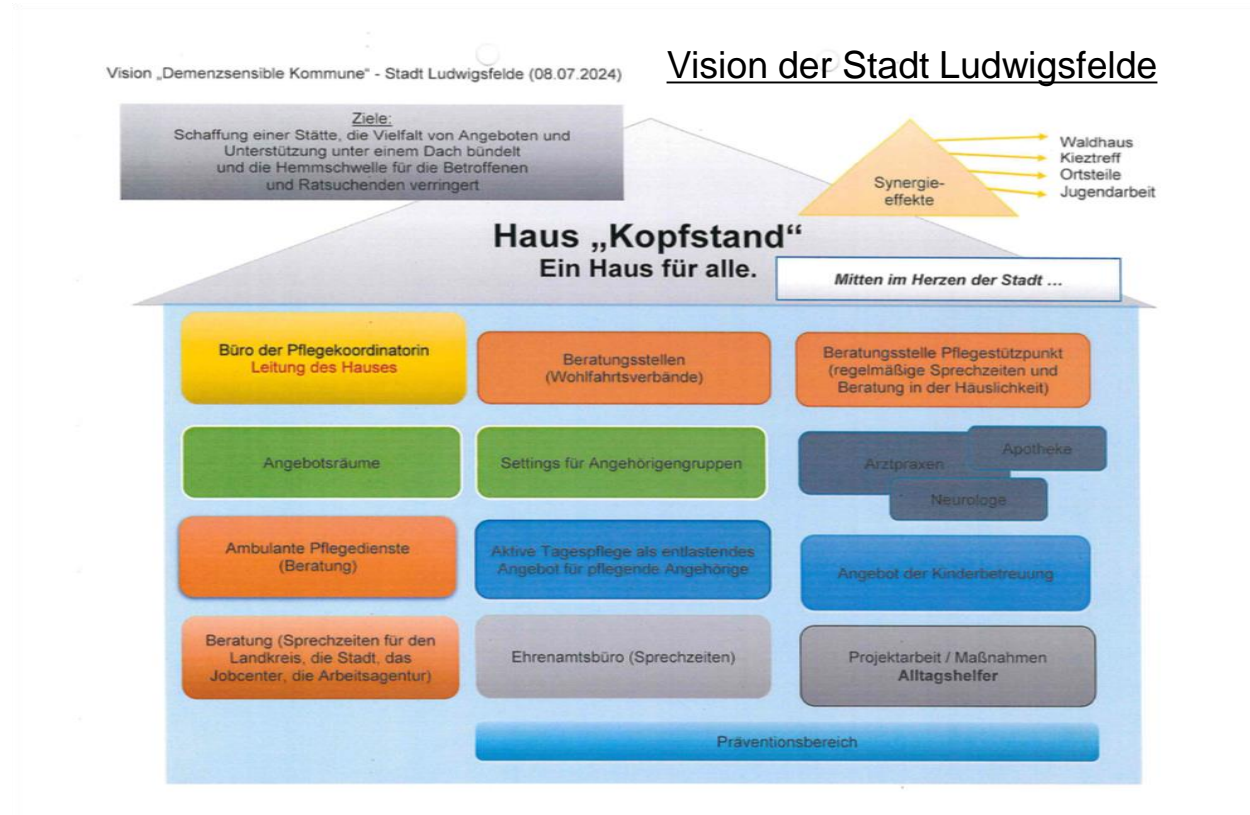 Vision „Demenzsensible Kommune“ - Stadt Ludwigsfelde (08.07.2024)
Vision der Stadt Ludwigsfelde
Ziele:
Schaffung einer Stätte, die Vielfalt von Angeboten und
Unterstützung unter einem Dach bündelt
und die Hemmschwelle für die Betroffenen
und Ratsuchenden verringert
Synergie-
effekte
Waldhaus
Kieztreff
Ortsteile
Jugendarbeit
Haus „Kopfstand“
Ein Haus für alle.
Mitten im Herzen der Stadt ...
Büro der Pflegekoordinatorin
Leitung des Hauses
Beratungsstellen
(Wohlfahrtsverbände)
Beratungsstelle Pflegestützpunkt
(regelmäßige Sprechzeiten und
Beratung in der Häuslichkeit)
Angebotsräume
Settings für Angehörigengruppen
Arztpraxen
Apotheke
Neurologe
Ambulante Pflegedienste
(Beratung)
Aktive Tagespflege als entlastendes
Angebot für pflegende Angehörige
Angebot der Kinderbetreuung
Beratung (Sprechzeiten für den
Landkreis, die Stadt, das
Jobcenter, die Arbeitsagentur)
Ehrenamtsbüro (Sprechzeiten)
Projektarbeit / Maßnahmen
Alltagshelfer
Präventionsbereich